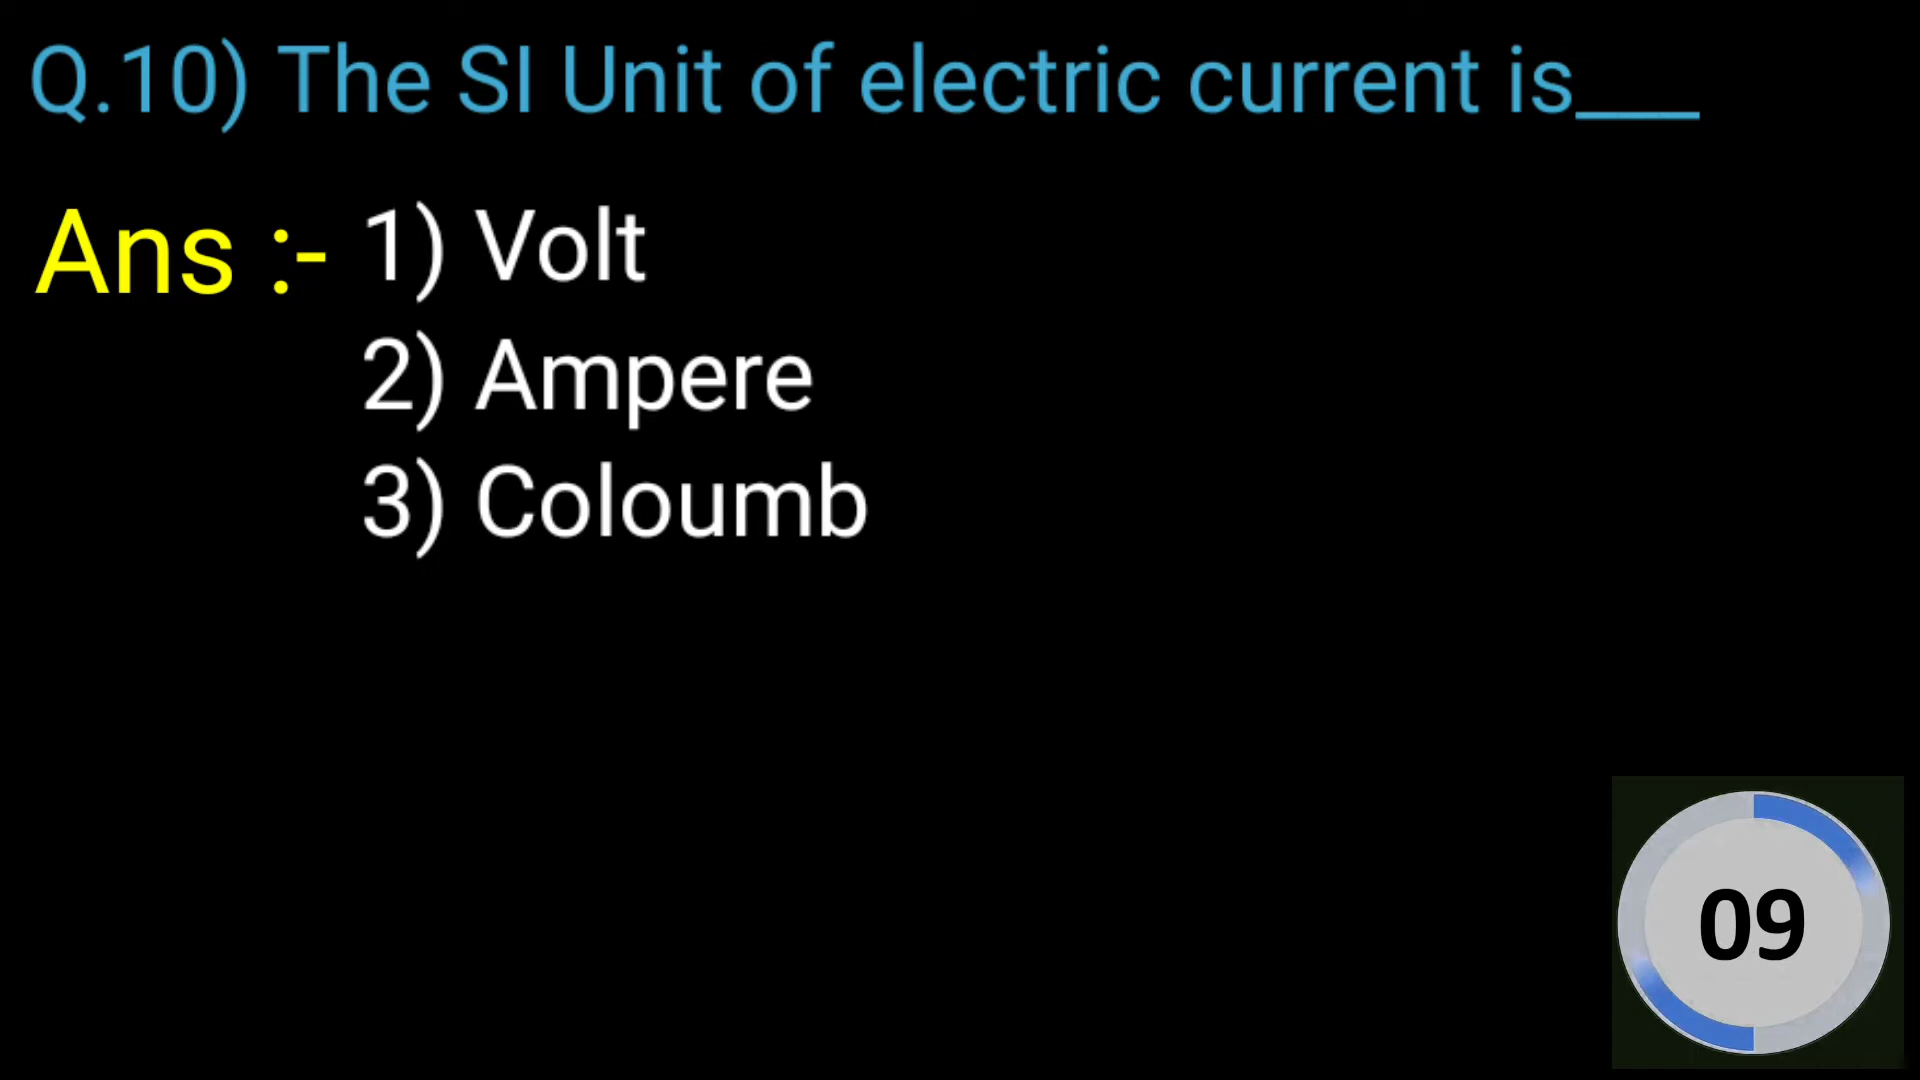 Q.10) The SI Unit of electric current is___
Ans :- 1) Volt
2) Ampere
3) Coloumb
09